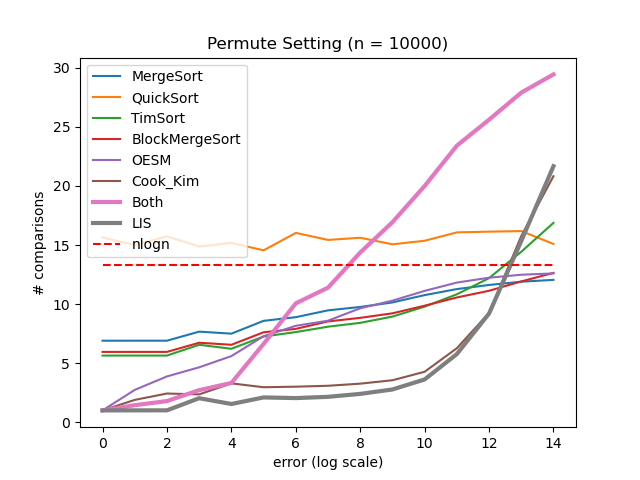 Permute Setting (n = 10000)
MergeSort
QuickSort
TimSort
BlockMergeSort
OESM
Cook_Kim
Both
LIS
nlogn
# comparisons
30
25
20
15
10
5
0
0 2 4 6 8 10 12 14
error (log scale)